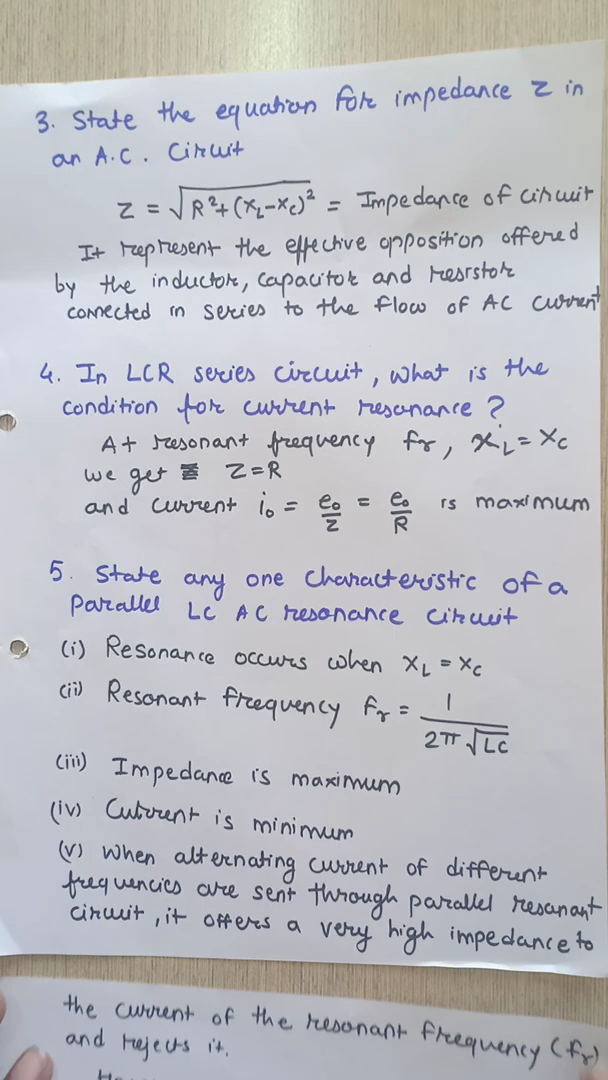 3. State the equation for impedance Z in
an A.C. Circuit
Z = √R²+(XL-Xc)² = Impedance of circuit
It represent the effective opposition offered
by the inductor, capacitor and resistor
connected in series to the flow of AC current
4. In LCR series circuit, what is the
condition for current resonance?
At resonant frequency fr, XL = Xc
we get Z=R
and current i₀ = e₀/Z = e₀/R is maximum
5. State any one characteristic of a
Parallel LC AC resonance circuit
(i) Resonance occurs when XL = Xc
(ii) Resonant frequency fr = 1/2π√LC
(iii) Impedance is maximum
(iv) Current is minimum
(v) When alternating current of different
frequencies are sent through parallel resonant
circuit, it offers a very high impedance to
the current of the resonant frequency (fr)
and rejects it.